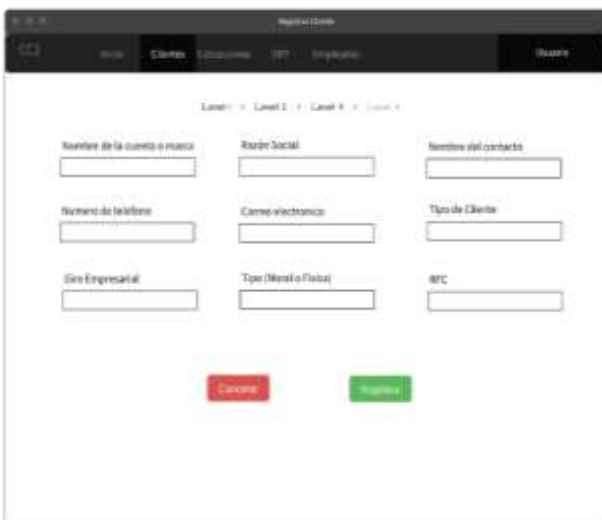 Registrar Cliente
Inicio Clientes Cotizaciones Empleados Usuario
Level 1 Level 2 Level 3 Level 4
Nombre de la cuenta o marca Razón Social Nombre del contacto
Numero de telefono Correo electronico Tipo de Cliente
Giro Empresarial Tipo (Moral o Fisica) RFC
Cancelar Registrar